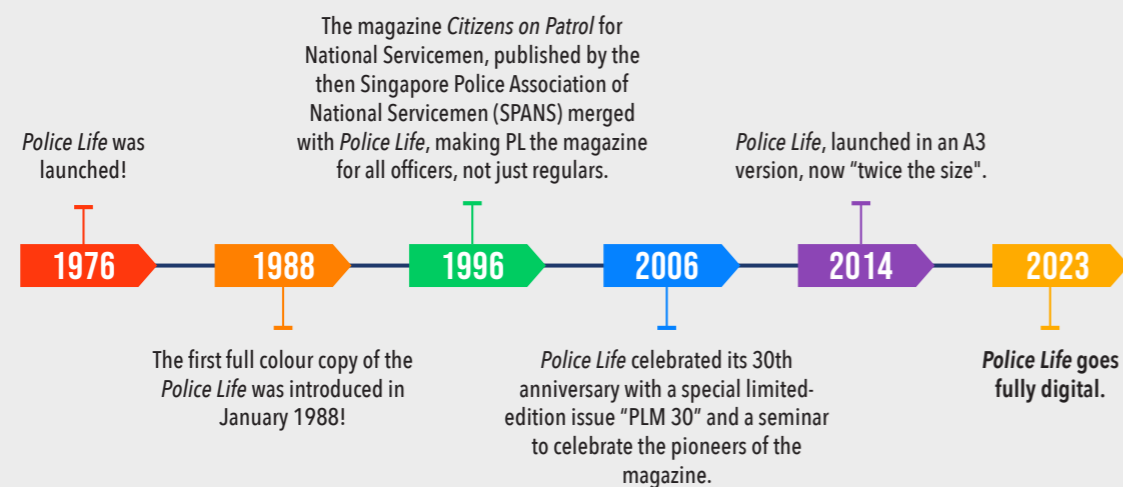 Police Life was
launched!
1976
The first full colour copy of the
Police Life was introduced in
January 1988!
1988
The magazine Citizens on Patrol for
National Servicemen, published by the
then Singapore Police Association of
National Servicemen (SPANS) merged
with Police Life, making PL the magazine
for all officers, not just regulars.
1996
2006
Police Life celebrated its 30th
anniversary with a special limited-
edition issue “PLM 30” and a seminar
to celebrate the pioneers of the
magazine.
Police Life, launched in an A3
version, now “twice the size".
2014
2023
Police Life goes
fully digital.